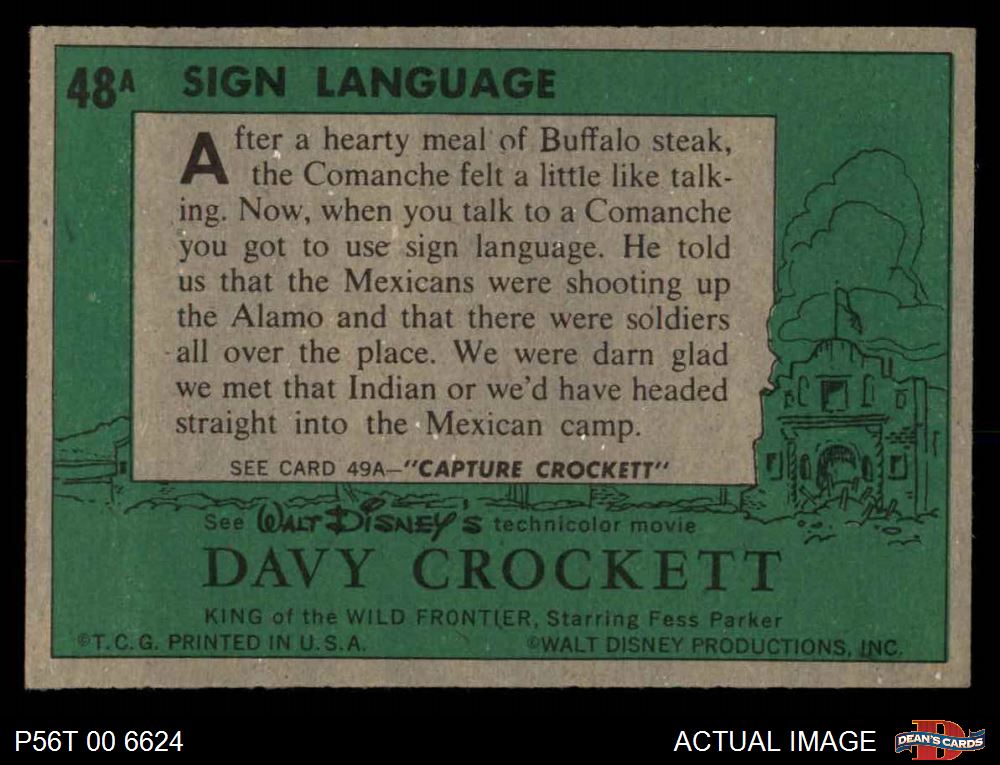 48A SIGN LANGUAGE
After a hearty meal of Buffalo steak,
the Comanche felt a little like talk-
ing. Now, when you talk to a Comanche
you got to use sign language. He told
us that the Mexicans were shooting up
the Alamo and that there were soldiers
all over the place. We were darn glad
we met that Indian or we'd have headed
straight into the Mexican camp.
SEE CARD 49A—"CAPTURE CROCKETT"
See WALT DISNEY'S technicolor movie
DAVY CROCKETT
KING of the WILD FRONTIER, Starring Fess Parker
©T.C.G. PRINTED IN U.S.A. ©WALT DISNEY PRODUCTIONS, INC.
P56T 00 6624 ACTUAL IMAGE DEAN'S CARDS